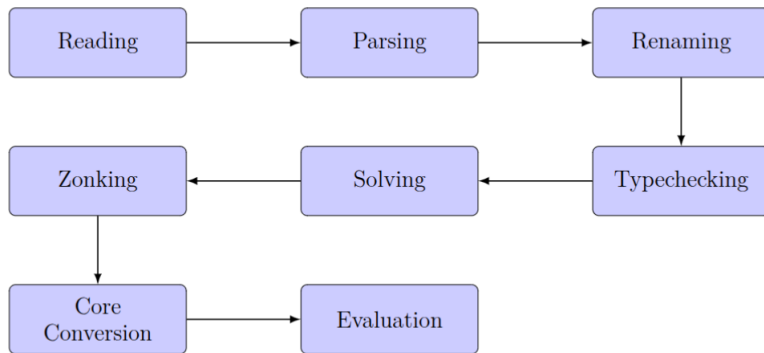 Reading
Parsing
Renaming
Zonking
Solving
Typechecking
Core
Conversion
Evaluation